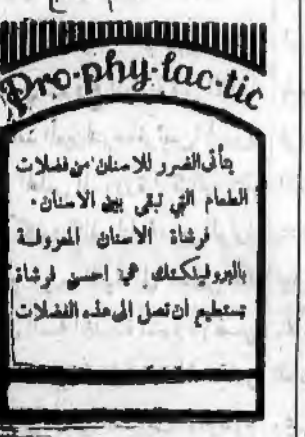 Pro-phy-lac-tic
يتأتى الضرر للاسنان من فضلات
الطعام التي تبقى بين الاسنان .
فرشاة الاسنان المعروفة
بالبروفيلكتك هي احسن فرشاة
تستطيع ان تصل الى هذه الفضلات